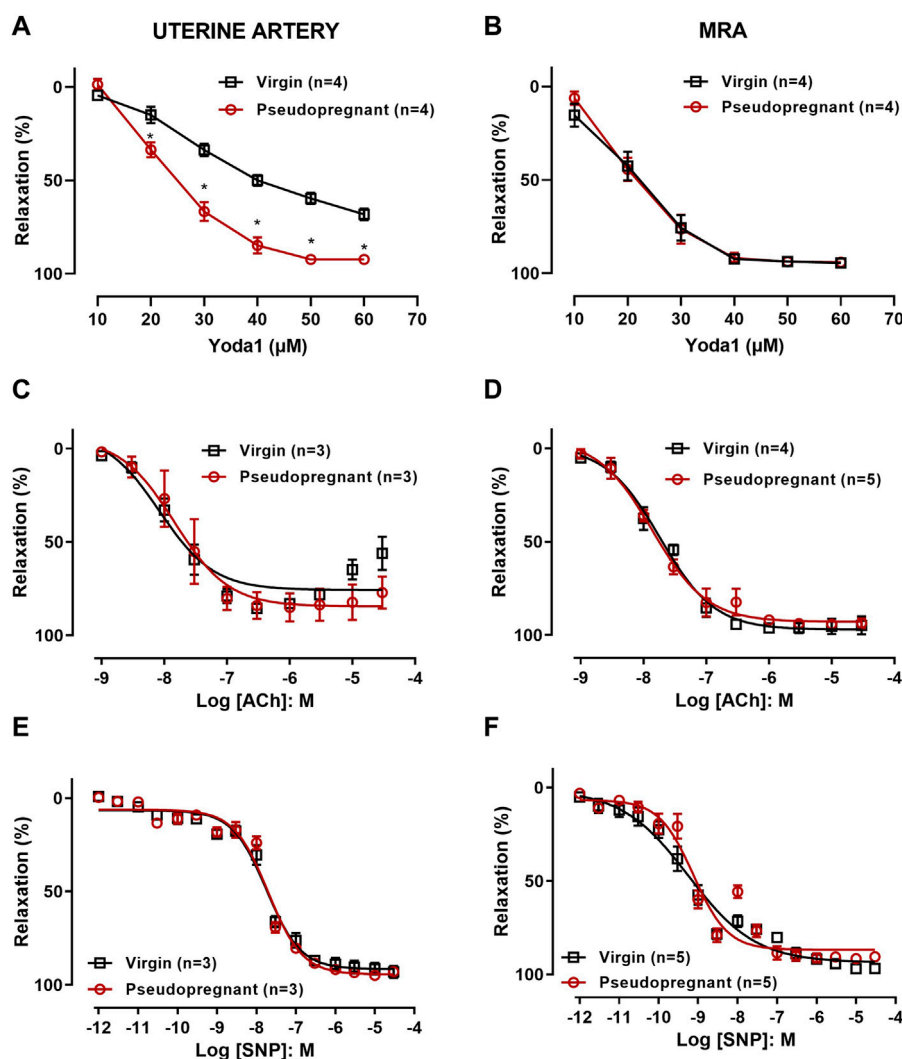 A
UTERINE ARTERY
B
MRA
Virgin (n=4)
Pseudopregnant (n=4)
Relaxation (%)
0
50
100
*
*
*
*
*
10 20 30 40 50 60 70
Yoda1 (µM)
Virgin (n=4)
Pseudopregnant (n=4)
Relaxation (%)
0
50
100
10 20 30 40 50 60 70
Yoda1 (µM)
C
Virgin (n=3)
Pseudopregnant (n=3)
Relaxation (%)
0
50
100
-9 -8 -7 -6 -5 -4
Log [ACh]: M
D
Virgin (n=4)
Pseudopregnant (n=5)
Relaxation (%)
0
50
100
-9 -8 -7 -6 -5 -4
Log [ACh]: M
E
Relaxation (%)
0
50
100
Virgin (n=3)
Pseudopregnant (n=3)
-12 -11 -10 -9 -8 -7 -6 -5 -4
Log [SNP]: M
F
Relaxation (%)
0
50
100
Virgin (n=5)
Pseudopregnant (n=5)
-12 -11 -10 -9 -8 -7 -6 -5 -4
Log [SNP]: M